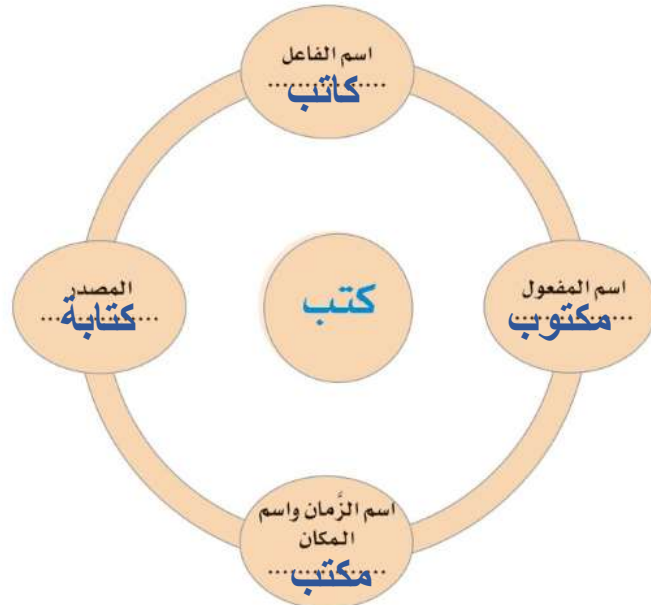 اسم الفاعل
كاتب
اسم المفعول
مكتوب
كتب
المصدر
كتابة
اسم الزَّمان واسم
المكان
مكتب